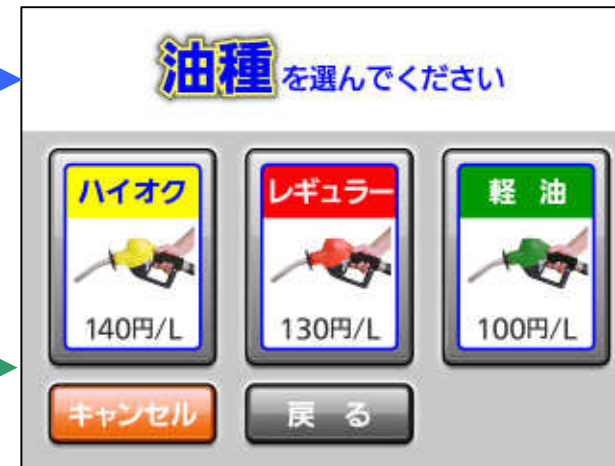 油種を選んでください
ハイオク
140円/L
レギュラー
130円/L
軽油
100円/L
キャンセル
戻る